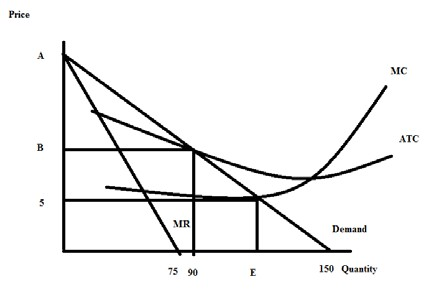 Price
A
MC
ATC
B
5
MR
Demand
75 90 E 150 Quantity